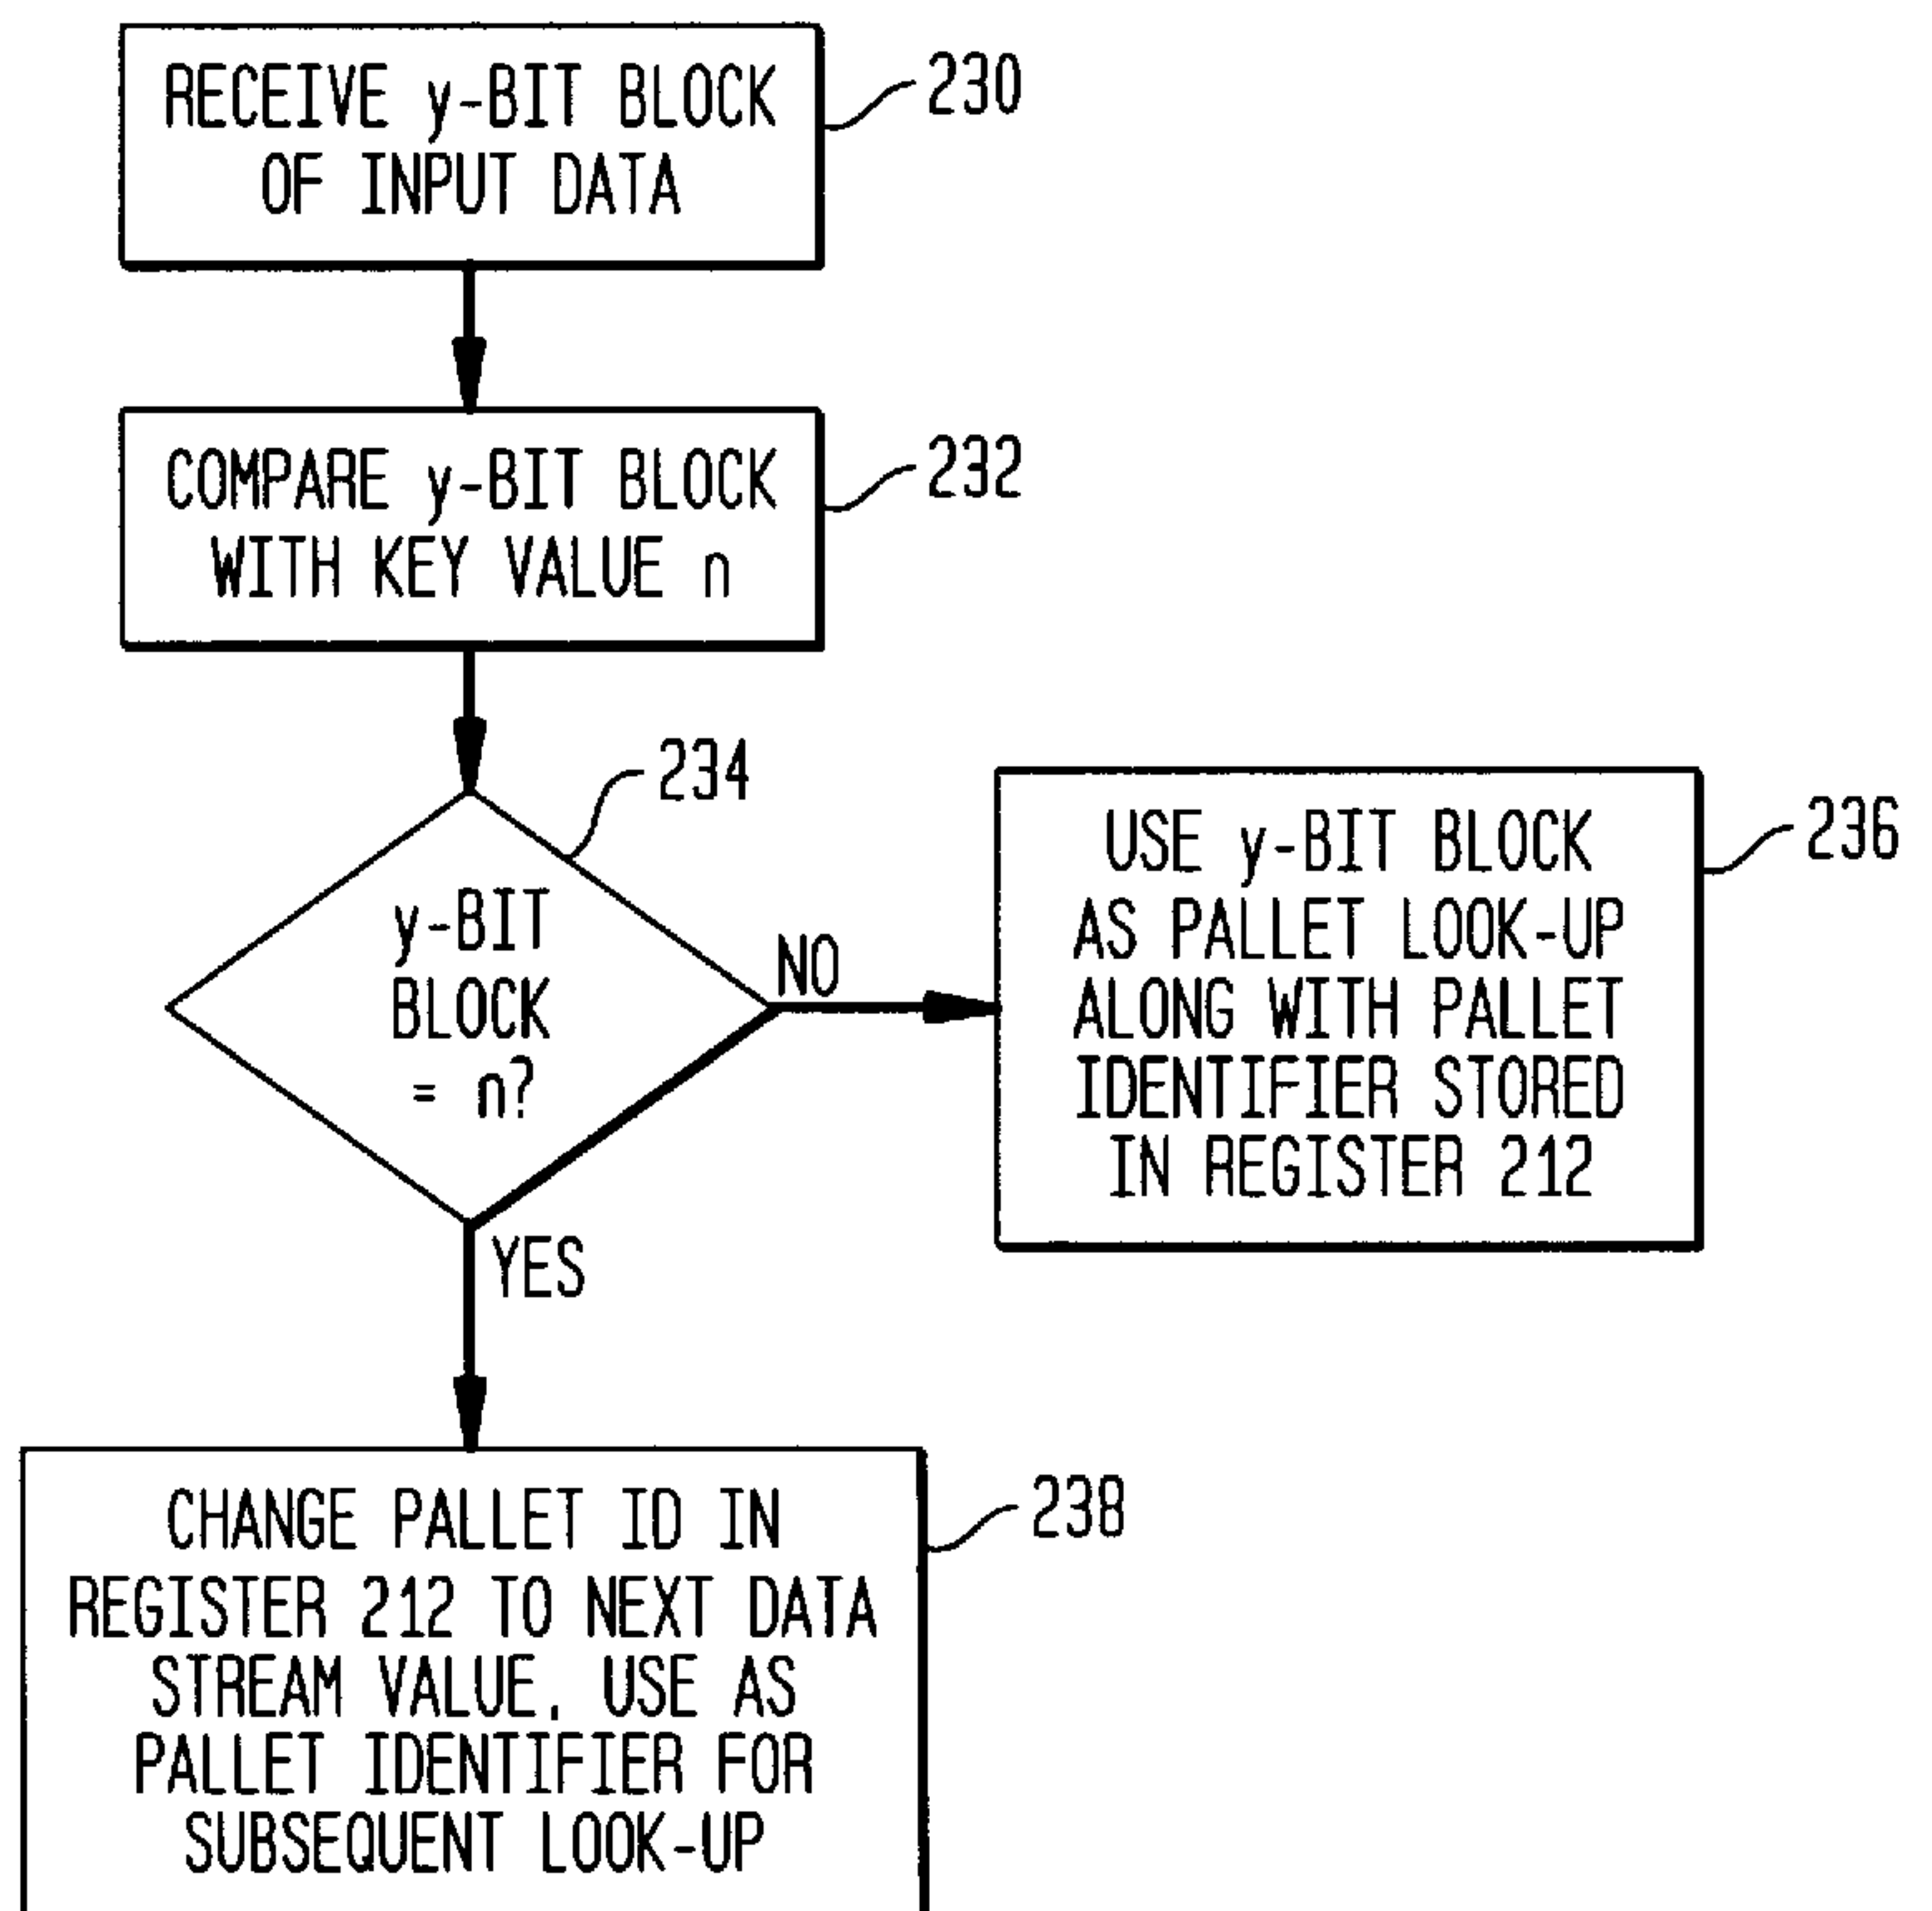 RECEIVE y-BIT BLOCK
OF INPUT DATA
230
COMPARE y-BIT BLOCK
WITH KEY VALUE n
232
234
y-BIT
BLOCK
= n?
NO
YES
USE y-BIT BLOCK
AS PALLET LOOK-UP
ALONG WITH PALLET
IDENTIFIER STORED
IN REGISTER 212
236
CHANGE PALLET ID IN
REGISTER 212 TO NEXT DATA
STREAM VALUE. USE AS
PALLET IDENTIFIER FOR
SUBSEQUENT LOOK-UP
238